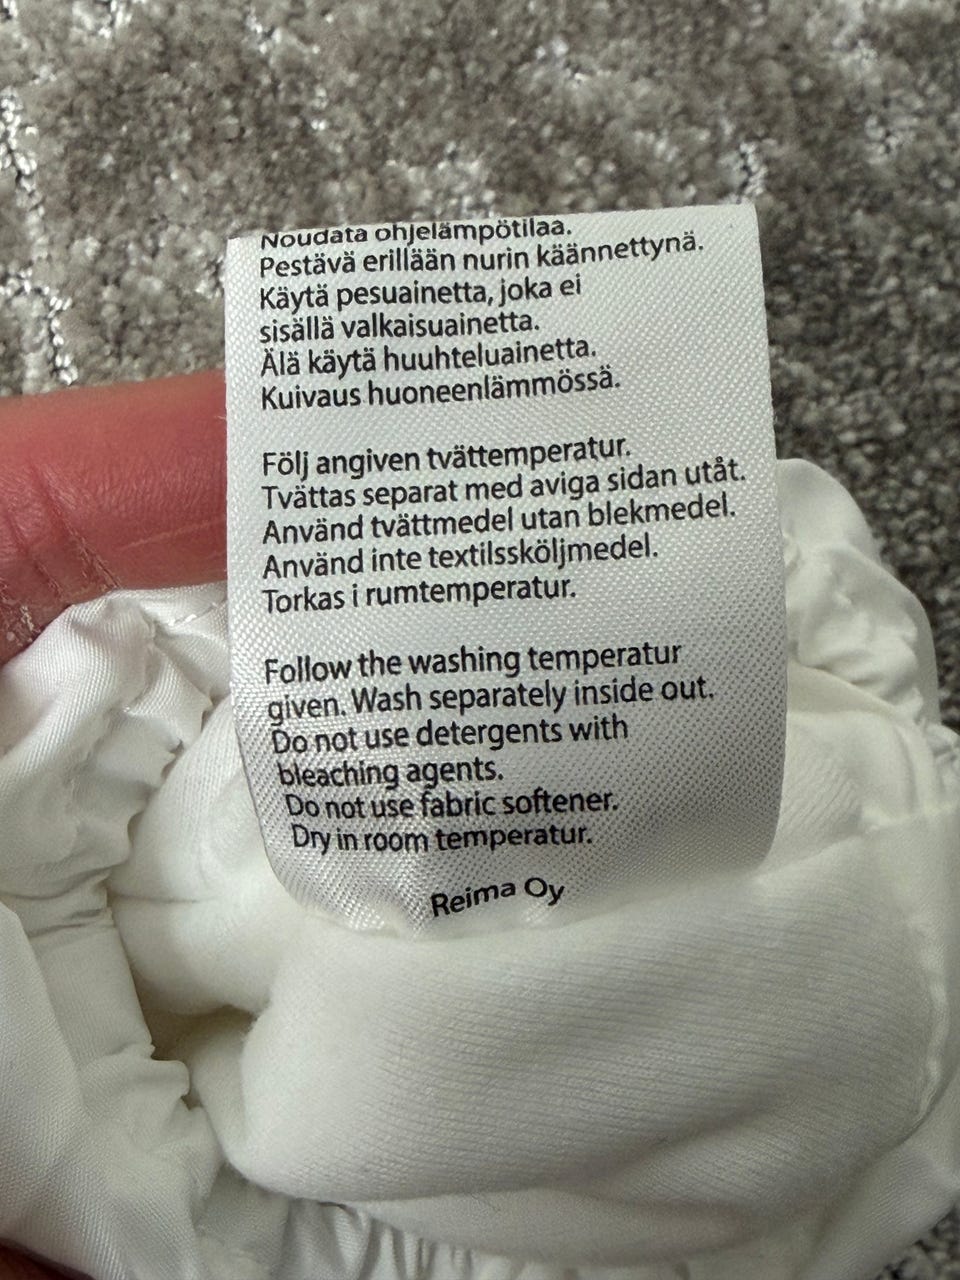 Noudata ohjelämpötilaa.
Pestävä erillään nurin käännettynä.
Käytä pesuainetta, joka ei
sisällä valkaisuainetta.
Älä käytä huuhteluainetta.
Kuivaus huoneenlämmössä.
Följ angiven tvättemperatur.
Tvättas separat med aviga sidan utåt.
Använd tvättmedel utan blekmedel.
Använd inte textilssköljmedel.
Torkas i rumtemperatur.
Follow the washing temperatur
given. Wash separately inside out.
Do not use detergents with
bleaching agents.
Do not use fabric softener.
Dry in room temperatur.
Reima Oy